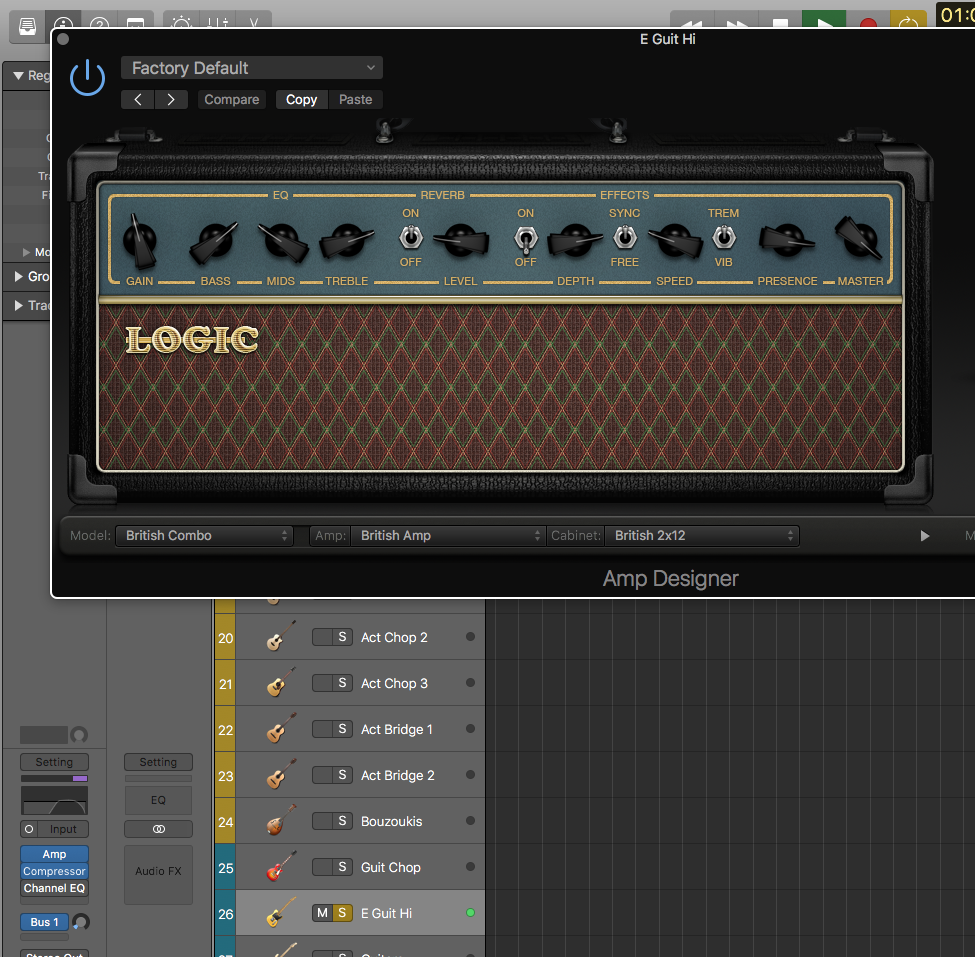 01:0
E Guit Hi
Factory Default
Compare Copy Paste
Reg
Mo
Gro
Trac
EQ REVERB EFFECTS
ON ON SYNC TREM
OFF OFF FREE VIB
GAIN BASS MIDS TREBLE LEVEL DEPTH SPEED PRESENCE MASTER
LOGIC
Model: British Combo Amp: British Amp Cabinet: British 2x12 M
Amp Designer
20 S Act Chop 2
21 S Act Chop 3
22 S Act Bridge 1
23 S Act Bridge 2
24 S Bouzoukis
25 S Guit Chop
26 M S E Guit Hi
Setting Setting
EQ
Input
Amp
Compressor
Channel EQ
Audio FX
Bus 1
Stereo Out